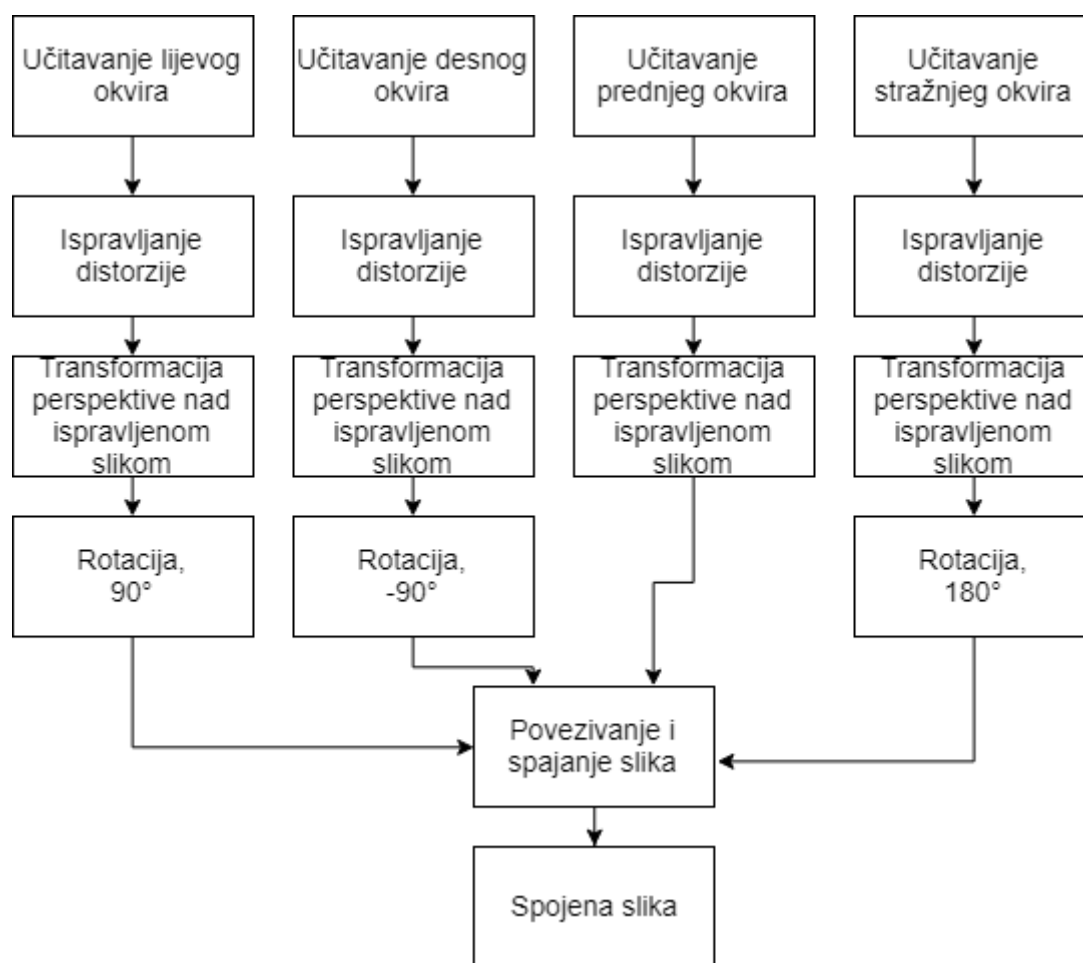 Učitavanje lijevog
okvira
Učitavanje desnog
okvira
Učitavanje
prednjeg okvira
Učitavanje
stražnjeg okvira
Ispravljanje
distorzije
Ispravljanje
distorzije
Ispravljanje
distorzije
Ispravljanje
distorzije
Transformacija
perspektive nad
ispravljenom
slikom
Transformacija
perspektive nad
ispravljenom
slikom
Transformacija
perspektive nad
ispravljenom
slikom
Transformacija
perspektive nad
ispravljenom
slikom
Rotacija,
90°
Rotacija,
-90°
Rotacija,
180°
Povezivanje i
spajanje slika
Spojena slika